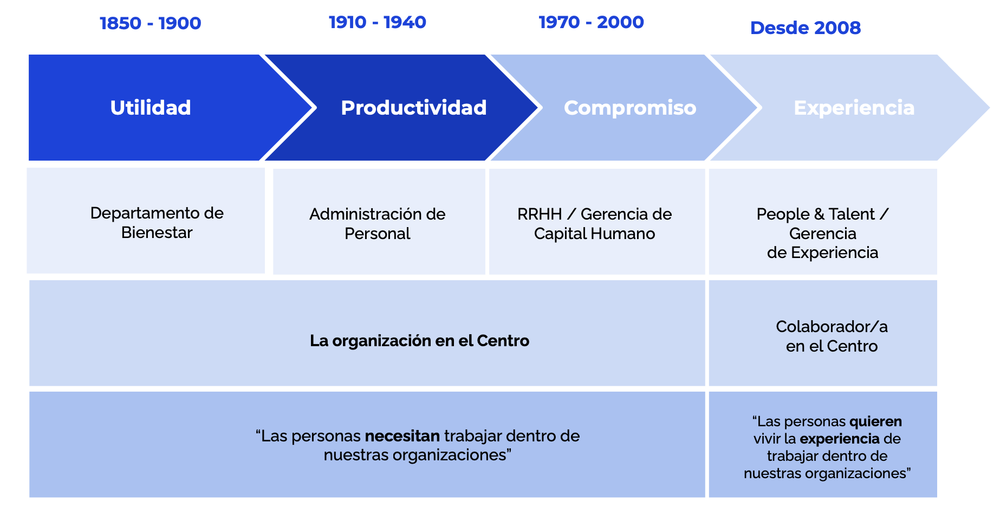 1850 - 1900
1910 - 1940
1970 - 2000
Desde 2008
Utilidad
Productividad
Compromiso
Experiencia
Departamento de
Bienestar
Administración de
Personal
RRHH / Gerencia de
Capital Humano
People & Talent /
Gerencia
de Experiencia
La organización en el Centro
Colaborador/a
en el Centro
“Las personas necesitan trabajar dentro de
nuestras organizaciones”
“Las personas quieren
vivir la experiencia de
trabajar dentro de
nuestras organizaciones”